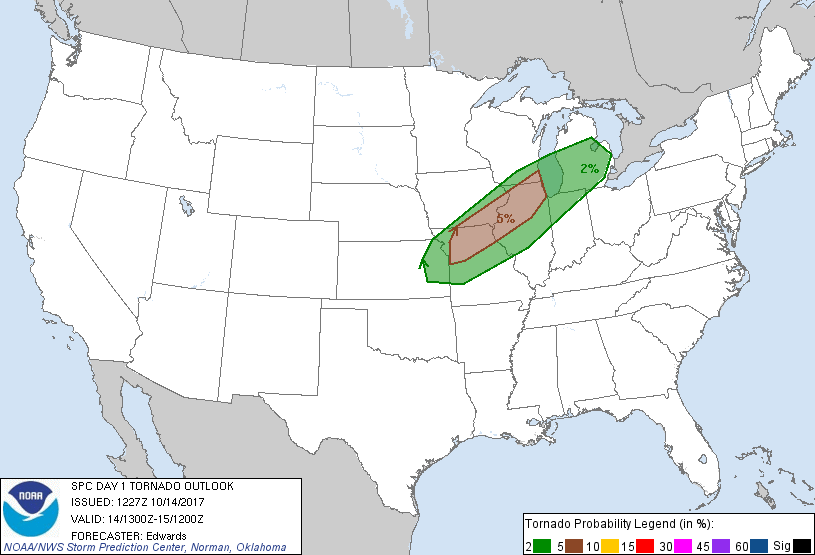 2%
5%
NOAA
SPC DAY 1 TORNADO OUTLOOK
ISSUED: 1227Z 10/14/2017
VALID: 14/1300Z-15/1200Z
FORECASTER: Edwards
NOAA/NWS Storm Prediction Center, Norman, Oklahoma
Tornado Probability Legend (in %):
2 5 10 15 30 45 60 Sig